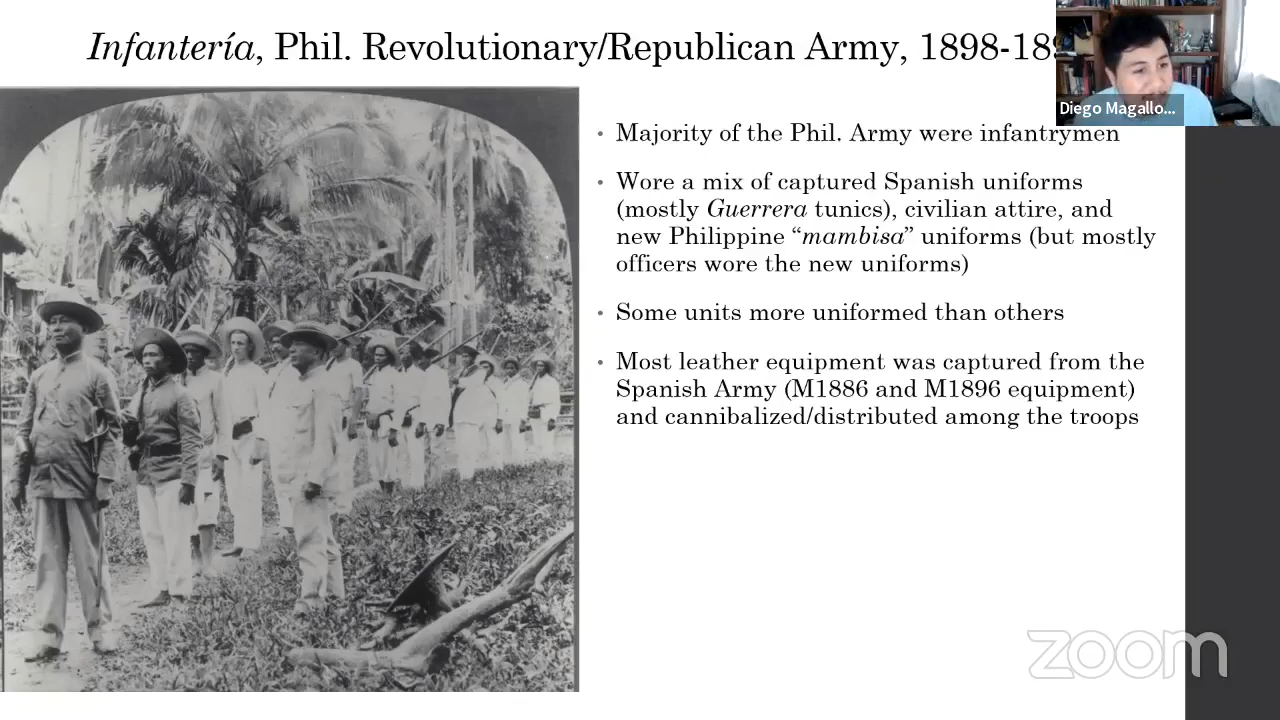 Infantería, Phil. Revolutionary/Republican Army, 1898-18
Diego Magallo...
• Majority of the Phil. Army were infantrymen
• Wore a mix of captured Spanish uniforms
(mostly Guerrera tunics), civilian attire, and
new Philippine “mambisa” uniforms (but mostly
officers wore the new uniforms)
• Some units more uniformed than others
• Most leather equipment was captured from the
Spanish Army (M1886 and M1896 equipment)
and cannibalized/distributed among the troops
zoom